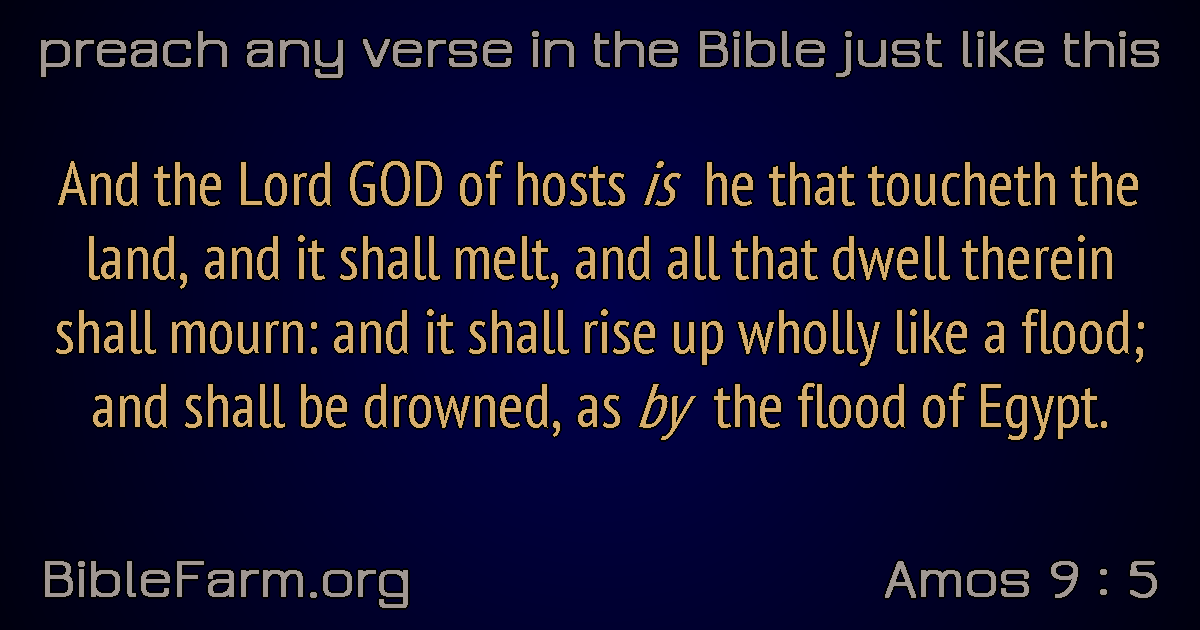 preach any verse in the Bible just like this
And the Lord GOD of hosts is he that toucheth the
land, and it shall melt, and all that dwell therein
shall mourn: and it shall rise up wholly like a flood;
and shall be drowned, as by the flood of Egypt.
BibleFarm.org
Amos 9 : 5